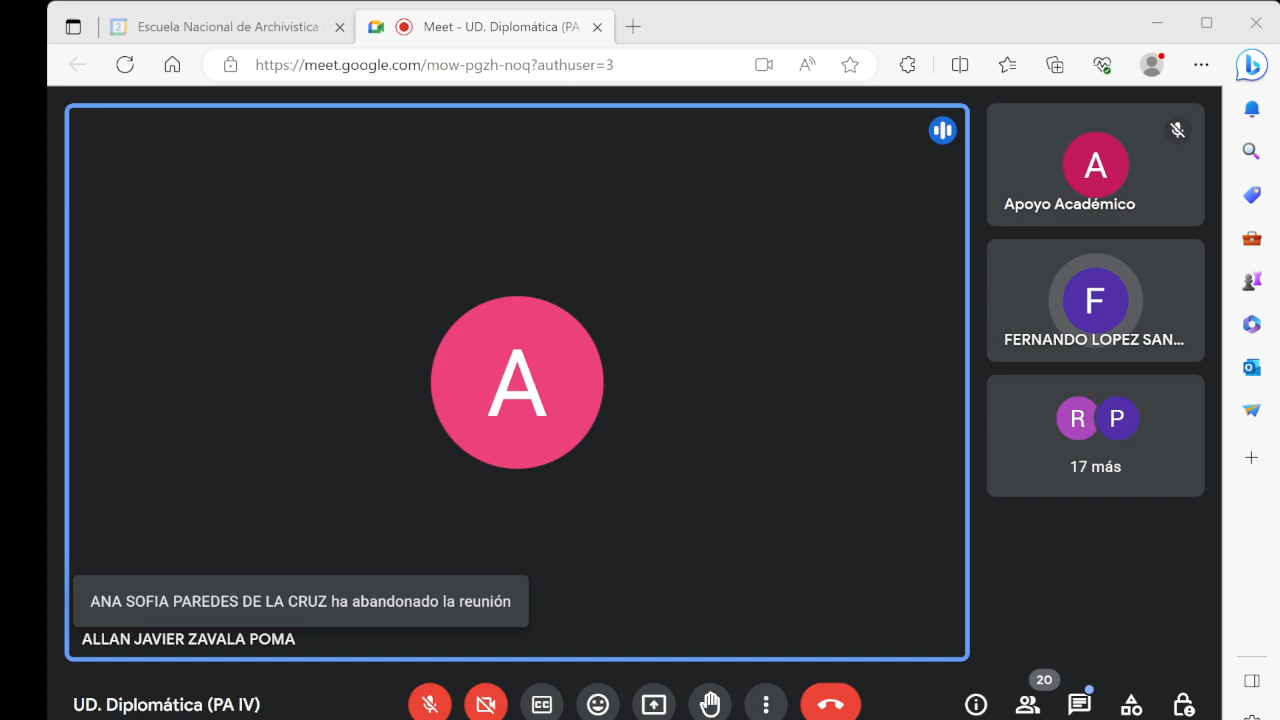 Escuela Nacional de Archivística
Meet - UD. Diplomática (PA
https://meet.google.com/mow-pgzh-noq?authuser=3
A
Apoyo Académico
F
FERNANDO LOPEZ SAN...
R P
17 más
A
ANA SOFIA PAREDES DE LA CRUZ ha abandonado la reunión
ALLAN JAVIER ZAVALA POMA
UD. Diplomática (PA IV)
CC
20